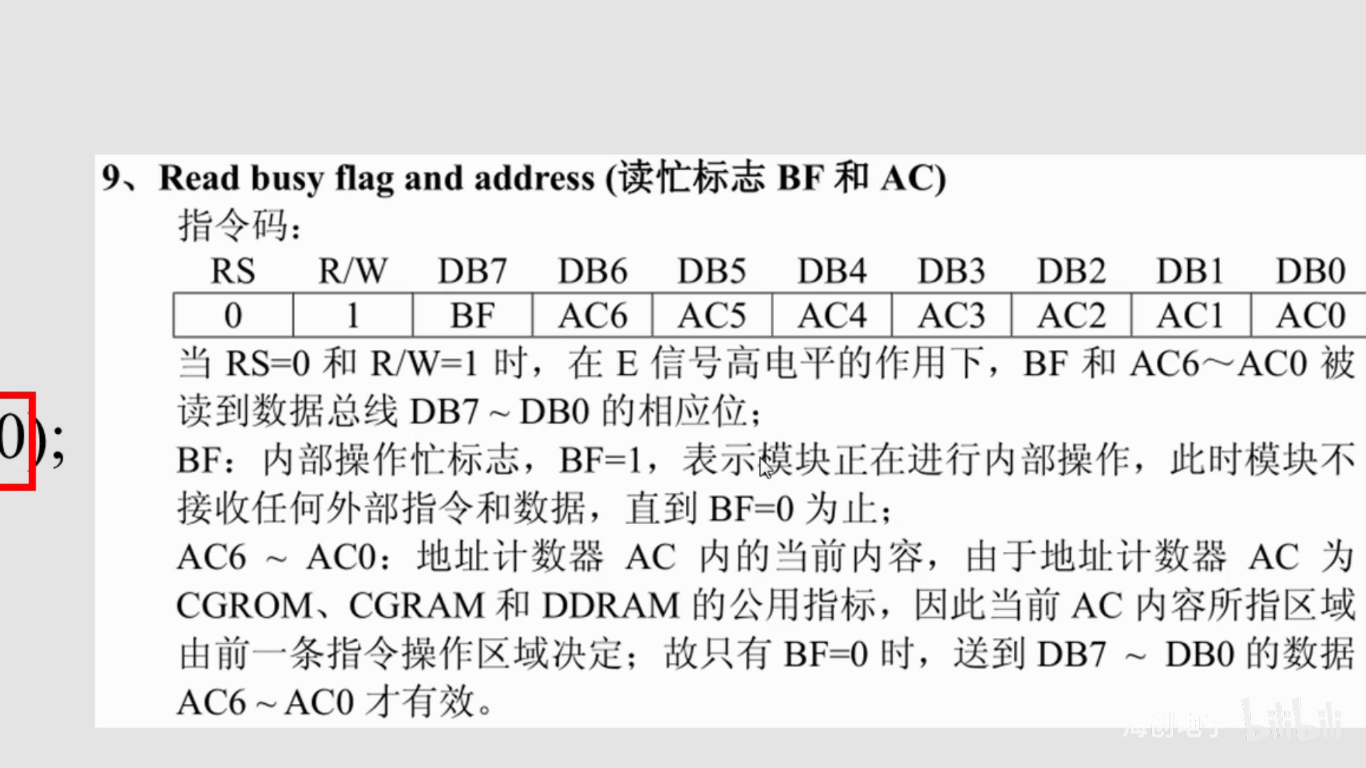 9、Read busy flag and address (读忙标志 BF 和 AC)
指令码：
RS R/W DB7 DB6 DB5 DB4 DB3 DB2 DB1 DB0
0 1 BF AC6 AC5 AC4 AC3 AC2 AC1 AC0
当 RS=0 和 R/W=1 时，在 E 信号高电平的作用下，BF 和 AC6～AC0 被
读到数据总线 DB7 ~ DB0 的相应位；
0);
BF：内部操作忙标志，BF=1，表示模块正在进行内部操作，此时模块不
接收任何外部指令和数据，直到 BF=0 为止；
AC6 ~ AC0：地址计数器 AC 内的当前内容，由于地址计数器 AC 为
CGROM、CGRAM 和 DDRAM 的公用指标，因此当前 AC 内容所指区域
由前一条指令操作区域决定；故只有 BF=0 时，送到 DB7 ~ DB0 的数据
AC6 ~ AC0 才有效。
海创电子 bilibili